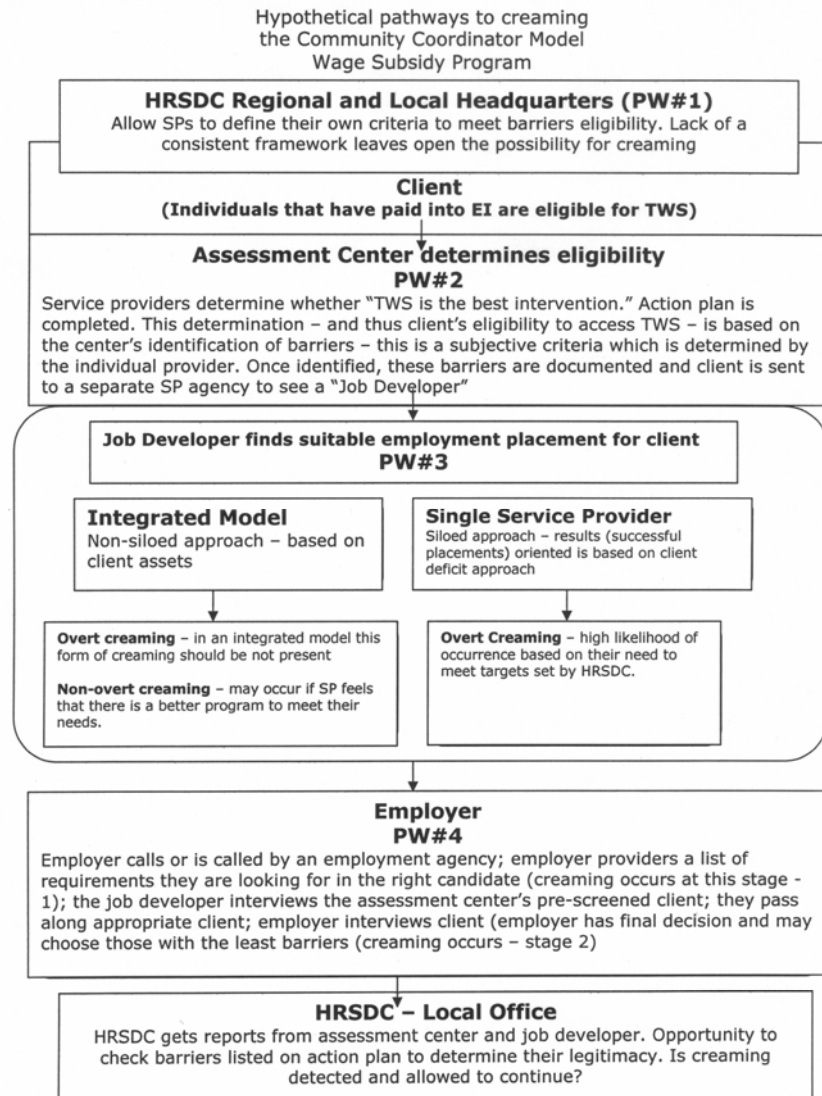 Hypothetical pathways to creaming
the Community Coordinator Model
Wage Subsidy Program
HRSDC Regional and Local Headquarters (PW#1)
Allow SPs to define their own criteria to meet barriers eligibility. Lack of a
consistent framework leaves open the possibility for creaming
Client
(Individuals that have paid into EI are eligible for TWS)
Assessment Center determines eligibility
PW#2
Service providers determine whether “TWS is the best intervention.” Action plan is
completed. This determination – and thus client’s eligibility to access TWS – is based on
the center’s identification of barriers – this is a subjective criteria which is determined by
the individual provider. Once identified, these barriers are documented and client is sent
to a separate SP agency to see a “Job Developer”
Job Developer finds suitable employment placement for client
PW#3
Integrated Model
Non-siloed approach – based on
client assets
Single Service Provider
Siloed approach – results (successful
placements) oriented is based on client
deficit approach
Overt creaming – in an integrated model this
form of creaming should be not present
Non-overt creaming – may occur if SP feels
that there is a better program to meet their
needs.
Overt Creaming – high likelihood of
occurrence based on their need to
meet targets set by HRSDC.
Employer
PW#4
Employer calls or is called by an employment agency; employer providers a list of
requirements they are looking for in the right candidate (creaming occurs at this stage -
1); the job developer interviews the assessment center’s pre-screened client; they pass
along appropriate client; employer interviews client (employer has final decision and may
choose those with the least barriers (creaming occurs – stage 2)
HRSDC – Local Office
HRSDC gets reports from assessment center and job developer. Opportunity to
check barriers listed on action plan to determine their legitimacy. Is creaming
detected and allowed to continue?